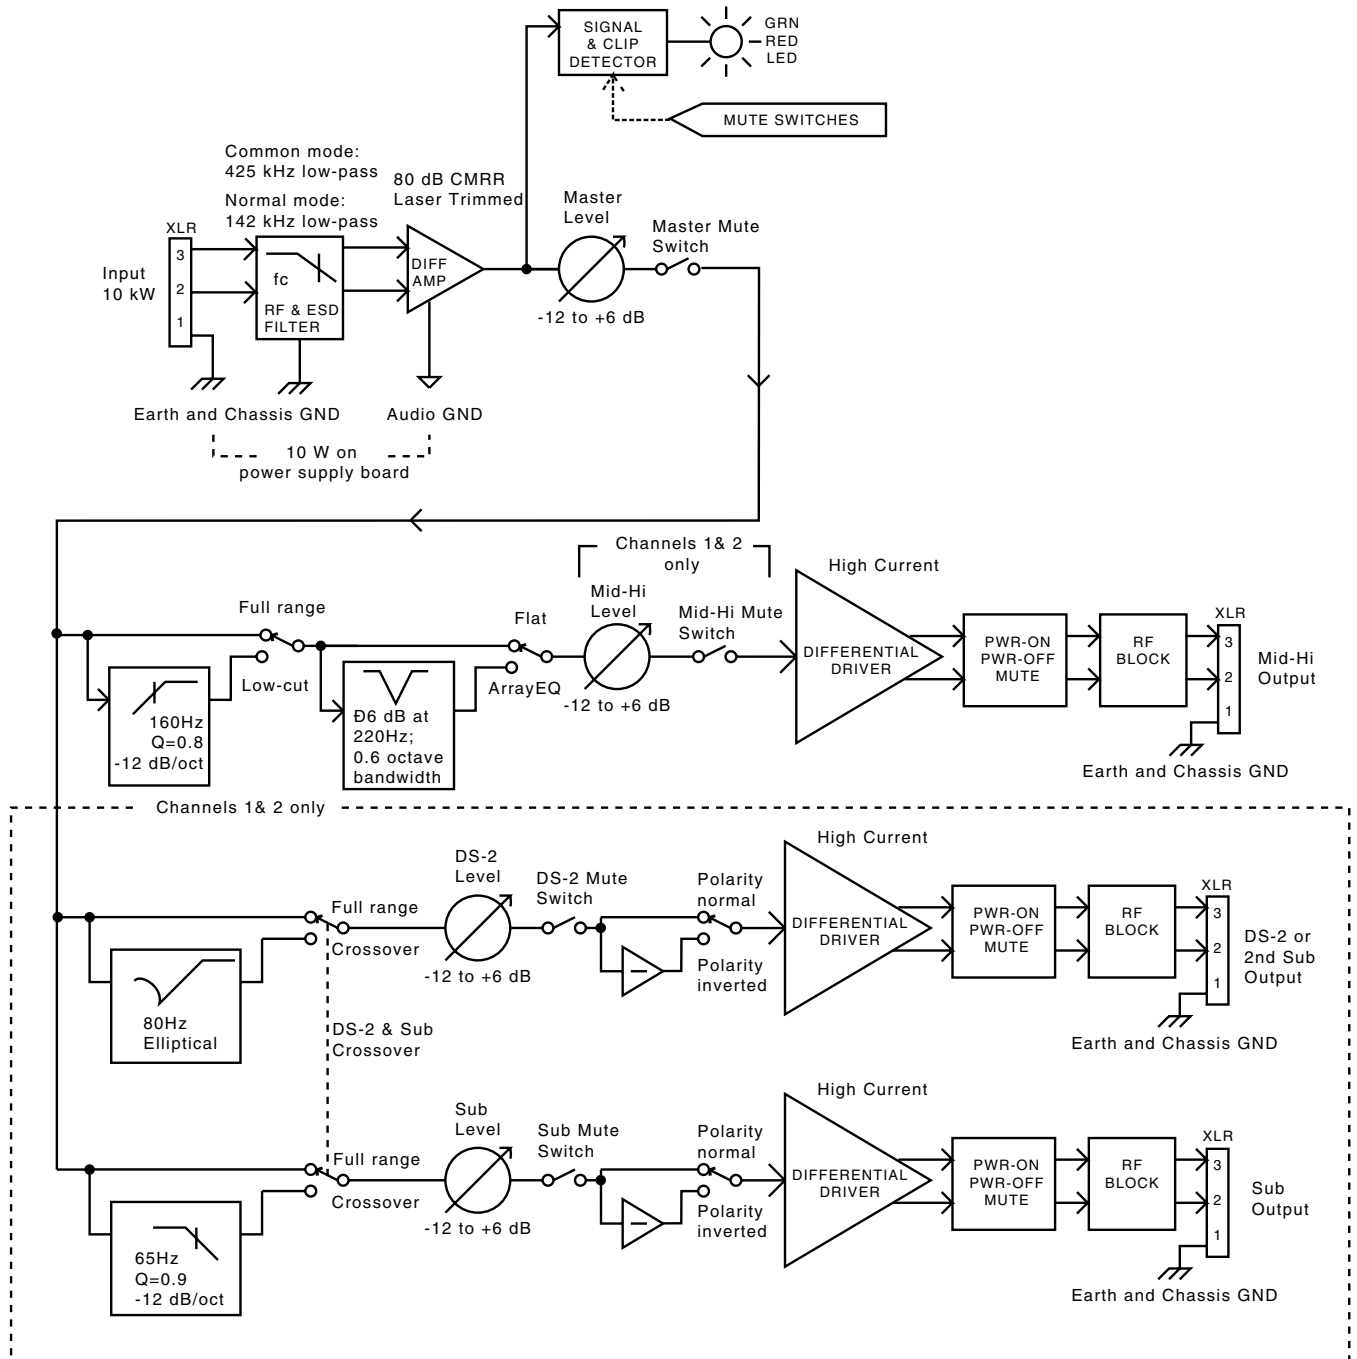 SIGNAL
& CLIP
DETECTOR
GRN
RED
LED
MUTE SWITCHES
Common mode:
425 kHz low-pass
Normal mode:
142 kHz low-pass
80 dB CMRR
Laser Trimmed
Master
Level
Master Mute
Switch
XLR
3
2
1
Input
10 kW
fc
RF & ESD
FILTER
DIFF
AMP
-12 to +6 dB
Earth and Chassis GND
Audio GND
10 W on
power supply board
Channels 1& 2
only
High Current
Full range
Flat
Mid-Hi
Level
Mid-Hi Mute
Switch
DIFFERENTIAL
DRIVER
PWR-ON
PWR-OFF
MUTE
RF
BLOCK
XLR
3
2
1
Mid-Hi
Output
Low-cut
ArrayEQ
-12 to +6 dB
160Hz
Q=0.8
-12 dB/oct
Đ6 dB at
220Hz;
0.6 octave
bandwidth
Earth and Chassis GND
Channels 1& 2 only
High Current
DS-2
Level
DS-2 Mute
Switch
Polarity
normal
Full range
Crossover
-12 to +6 dB
Polarity
inverted
DIFFERENTIAL
DRIVER
PWR-ON
PWR-OFF
MUTE
RF
BLOCK
XLR
3
2
1
DS-2 or
2nd Sub
Output
80Hz
Elliptical
DS-2 & Sub
Crossover
Earth and Chassis GND
High Current
Sub
Level
Sub Mute
Switch
Polarity
normal
Full range
Crossover
-12 to +6 dB
Polarity
inverted
DIFFERENTIAL
DRIVER
PWR-ON
PWR-OFF
MUTE
RF
BLOCK
XLR
3
2
1
Sub
Output
65Hz
Q=0.9
-12 dB/oct
Earth and Chassis GND